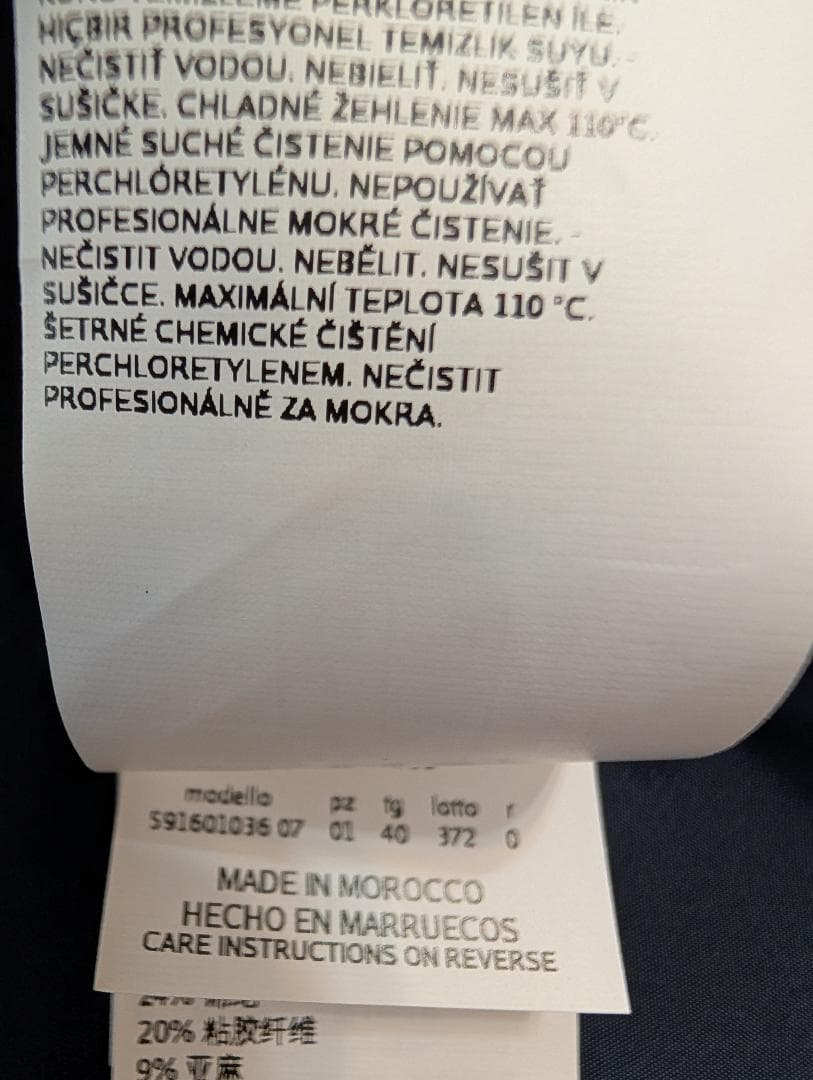 PERKLORETILEN ILE.
HIÇBIR PROFESYONEL TEMIZLIK SUYU. -
NEČISTIŤ VODOU. NEBIELIŤ. NESUŠIŤ V
SUŠIČKE. CHLADNÉ ŽEHLENIE MAX 110°C.
JEMNÉ SUCHÉ ČISTENIE POMOCOU
PERCHLÓRETYLÉNU. NEPOUŽÍVAŤ
PROFESIONÁLNE MOKRÉ ČISTENIE. -
NEČISTIT VODOU. NEBĚLIT. NESUŠIT V
SUŠIČCE. MAXIMÁLNÍ TEPLOTA 110 °C.
ŠETRNÉ CHEMICKÉ ČIŠTĚNÍ
PERCHLORETYLENEM. NEČISTIT
PROFESIONÁLNĚ ZA MOKRA.
modello pz tg lotto r
591601036 07 01 40 372 0
MADE IN MOROCCO
HECHO EN MARRUECOS
CARE INSTRUCTIONS ON REVERSE
20% 粘胶纤维
9% 亚麻